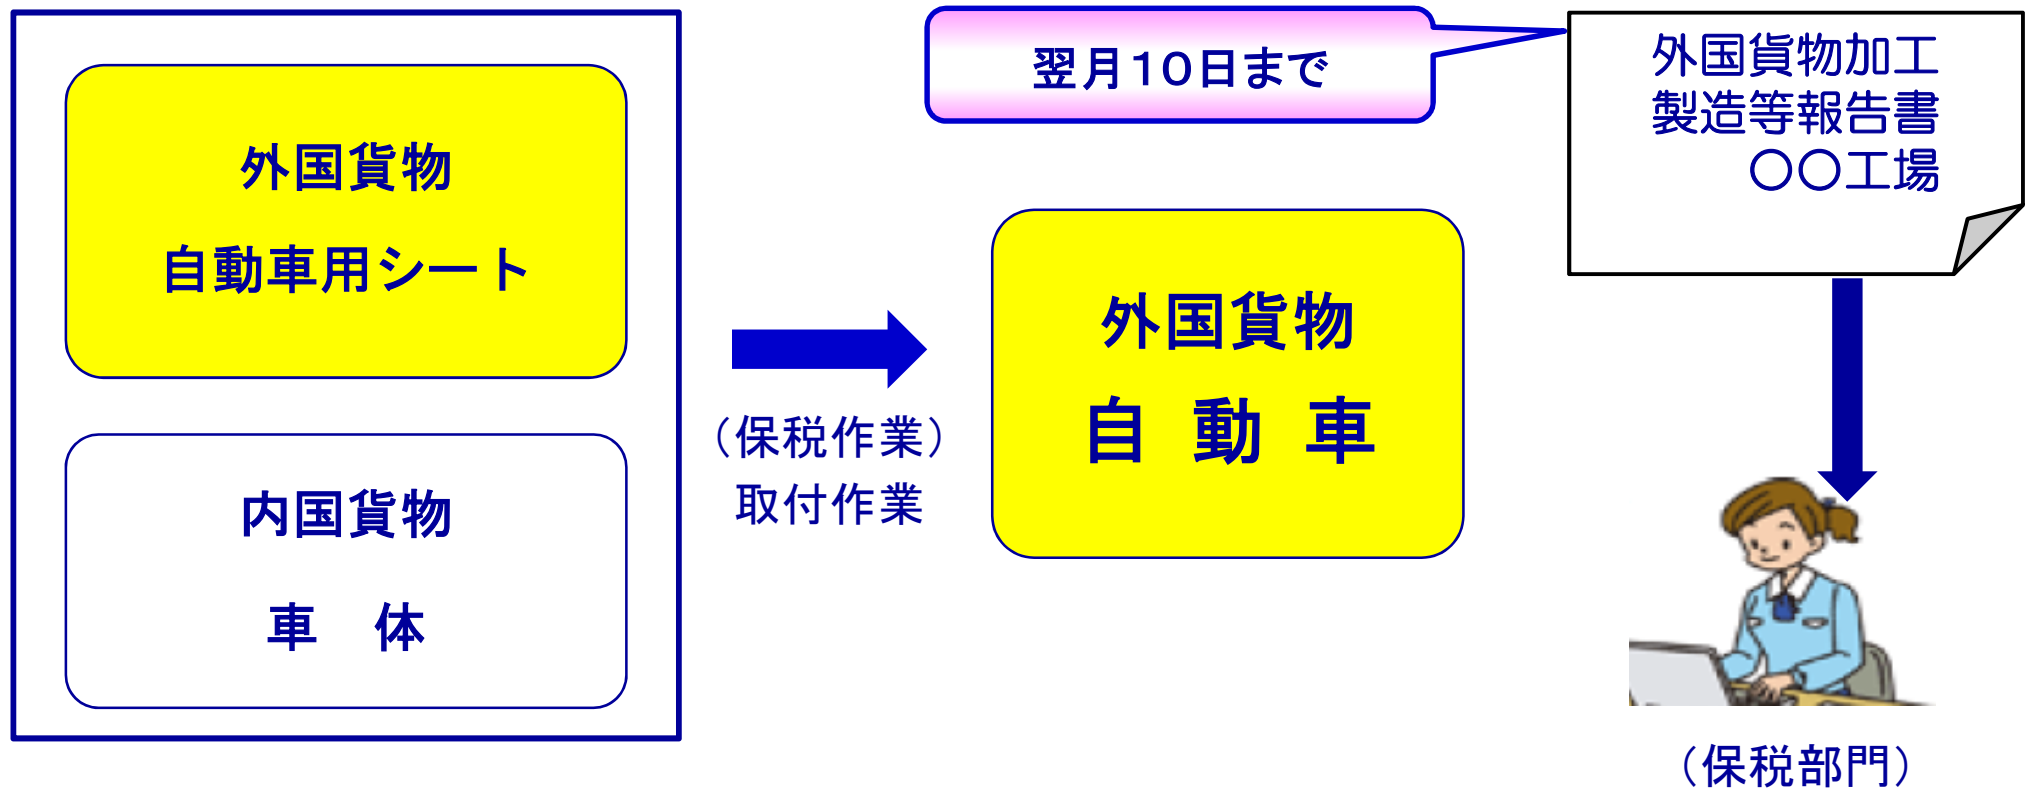 外国貨物
自動車用シート
内国貨物
車 体
（保税作業）
取付作業
翌月１０日まで
外国貨物
自 動 車
外国貨物加工
製造等報告書
〇〇工場
（保税部門）